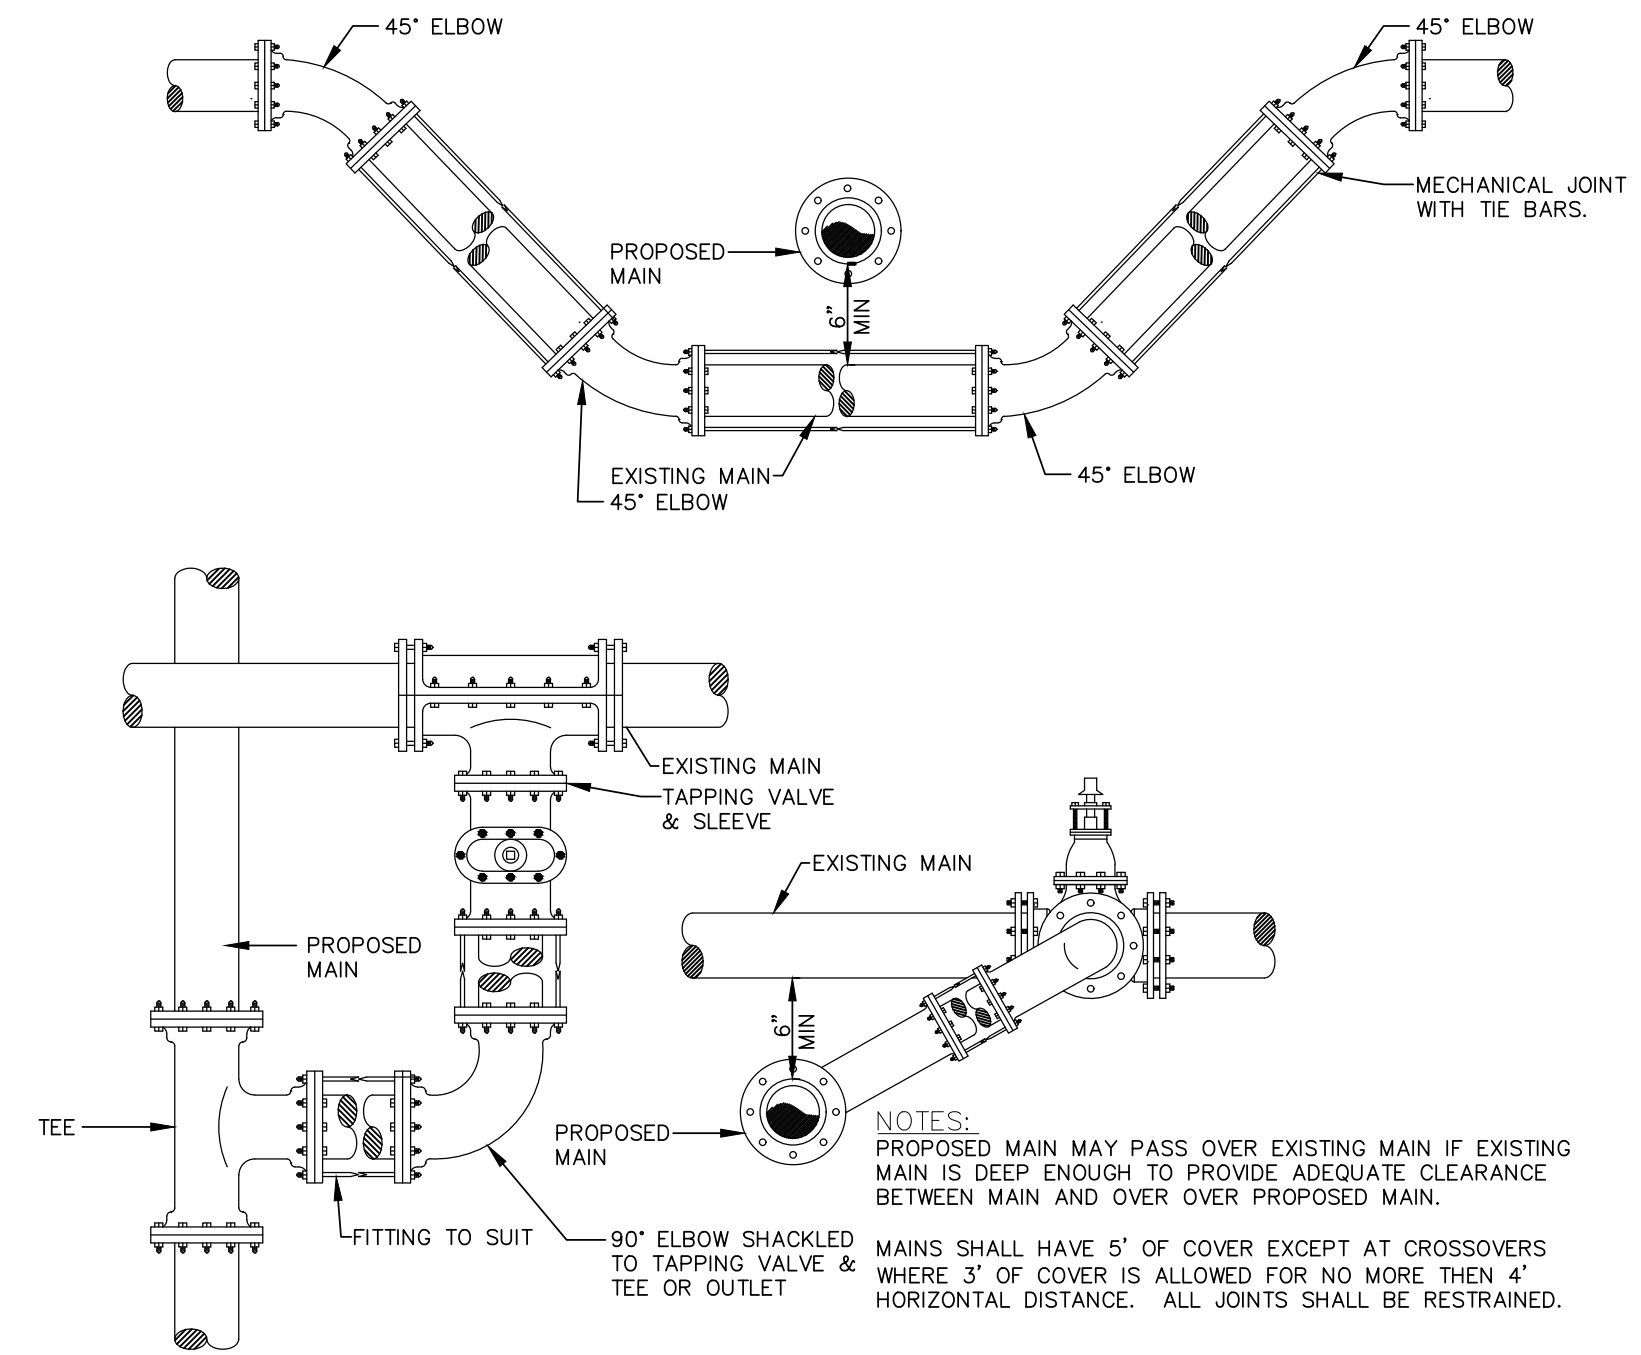 45° ELBOW
45° ELBOW
MECHANICAL JOINT
WITH TIE BARS.
PROPOSED
MAIN
6”
MIN
EXISTING MAIN
45° ELBOW
45° ELBOW
EXISTING MAIN
TAPPING VALVE
& SLEEVE
EXISTING MAIN
PROPOSED
MAIN
6”
MIN
TEE
PROPOSED
MAIN
FITTING TO SUIT
90° ELBOW SHACKLED
TO TAPPING VALVE &
TEE OR OUTLET
NOTES:
PROPOSED MAIN MAY PASS OVER EXISTING MAIN IF EXISTING
MAIN IS DEEP ENOUGH TO PROVIDE ADEQUATE CLEARANCE
BETWEEN MAIN AND OVER OVER PROPOSED MAIN.
MAINS SHALL HAVE 5’ OF COVER EXCEPT AT CROSSOVERS
WHERE 3’ OF COVER IS ALLOWED FOR NO MORE THEN 4’
HORIZONTAL DISTANCE. ALL JOINTS SHALL BE RESTRAINED.